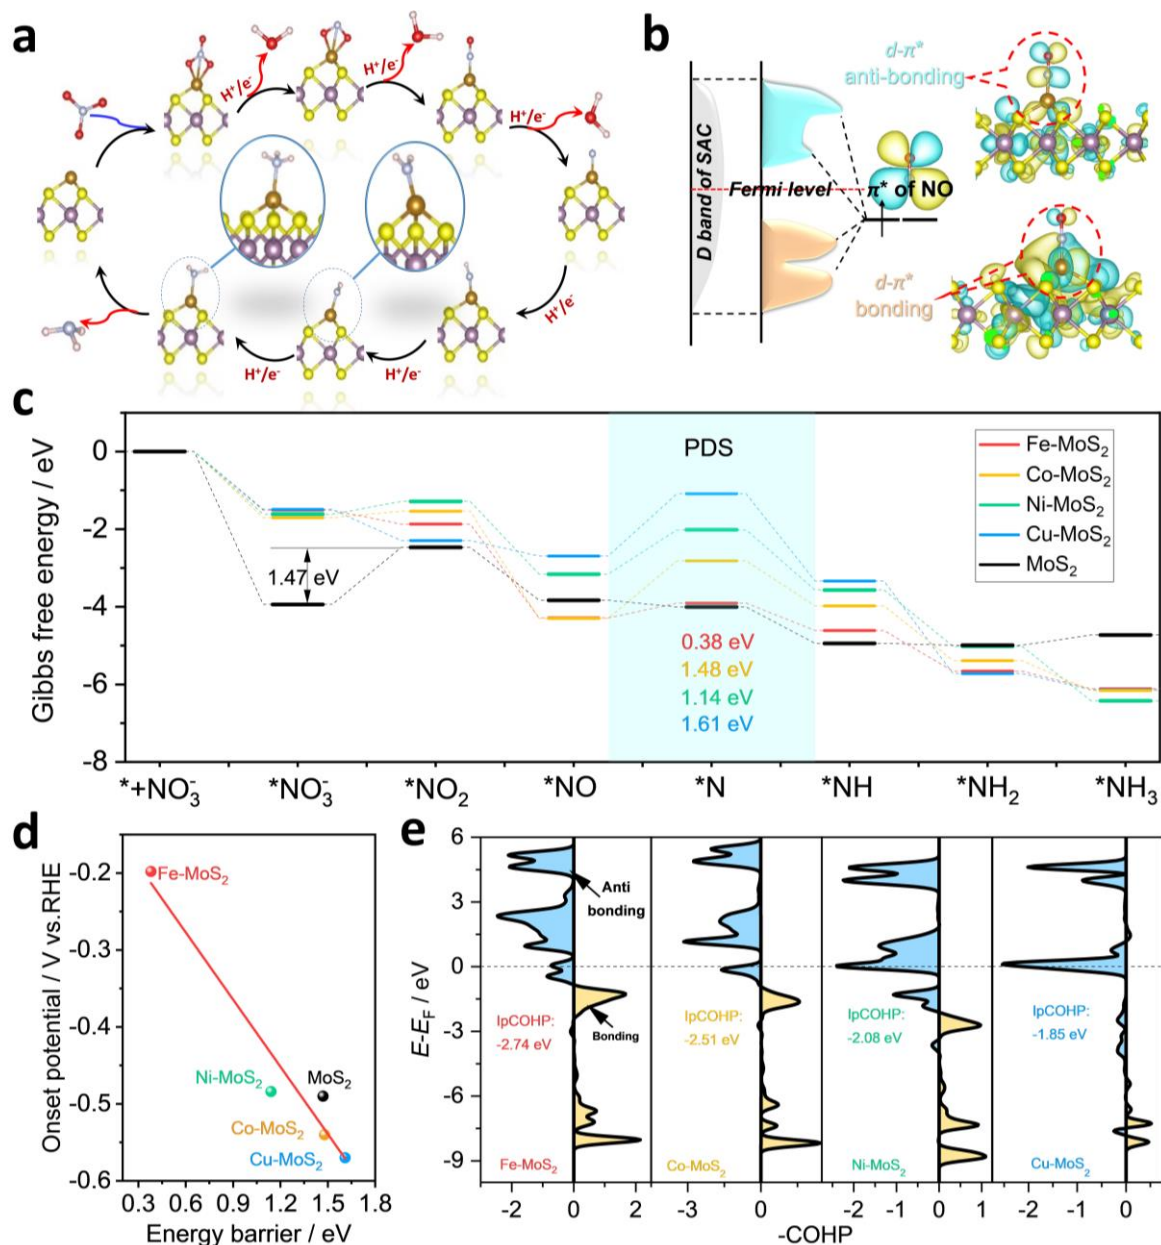 a
H⁺/e⁻
H⁺/e⁻
H⁺/e⁻
H⁺/e⁻
H⁺/e⁻
H⁺/e⁻
b
D band of SAC
Fermi level
π* of NO
d-π*
anti-bonding
d-π*
bonding
c
Gibbs free energy / eV
0
-2
-4
-6
-8
1.47 eV
PDS
0.38 eV
1.48 eV
1.14 eV
1.61 eV
Fe-MoS₂
Co-MoS₂
Ni-MoS₂
Cu-MoS₂
MoS₂
*+NO₃⁻ *NO₃⁻ *NO₂ *NO *N *NH *NH₂ *NH₃
d
Onset potential / V vs.RHE
-0.2
-0.3
-0.4
-0.5
-0.6
Fe-MoS₂
Ni-MoS₂
MoS₂
Co-MoS₂
Cu-MoS₂
0.3 0.6 0.9 1.2 1.5 1.8
Energy barrier / eV
e
E-E_F / eV
6
3
0
-3
-6
-9
Anti
bonding
Bonding
IpCOHP:
-2.74 eV
Fe-MoS₂
IpCOHP:
-2.51 eV
Co-MoS₂
IpCOHP:
-2.08 eV
Ni-MoS₂
IpCOHP:
-1.85 eV
Cu-MoS₂
-2 -1 0 1 2 -3 0 -2 -1 0 1 -2 -1 0
-COHP